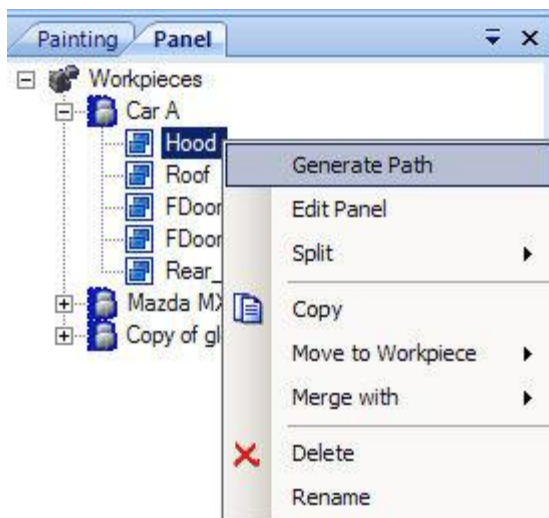 Painting Panel
Workpieces
Car A
Hood
Roof
FDoor
FDoor
Rear_
Mazda MX
Copy of gl
Generate Path
Edit Panel
Split
Copy
Move to Workpiece
Merge with
Delete
Rename